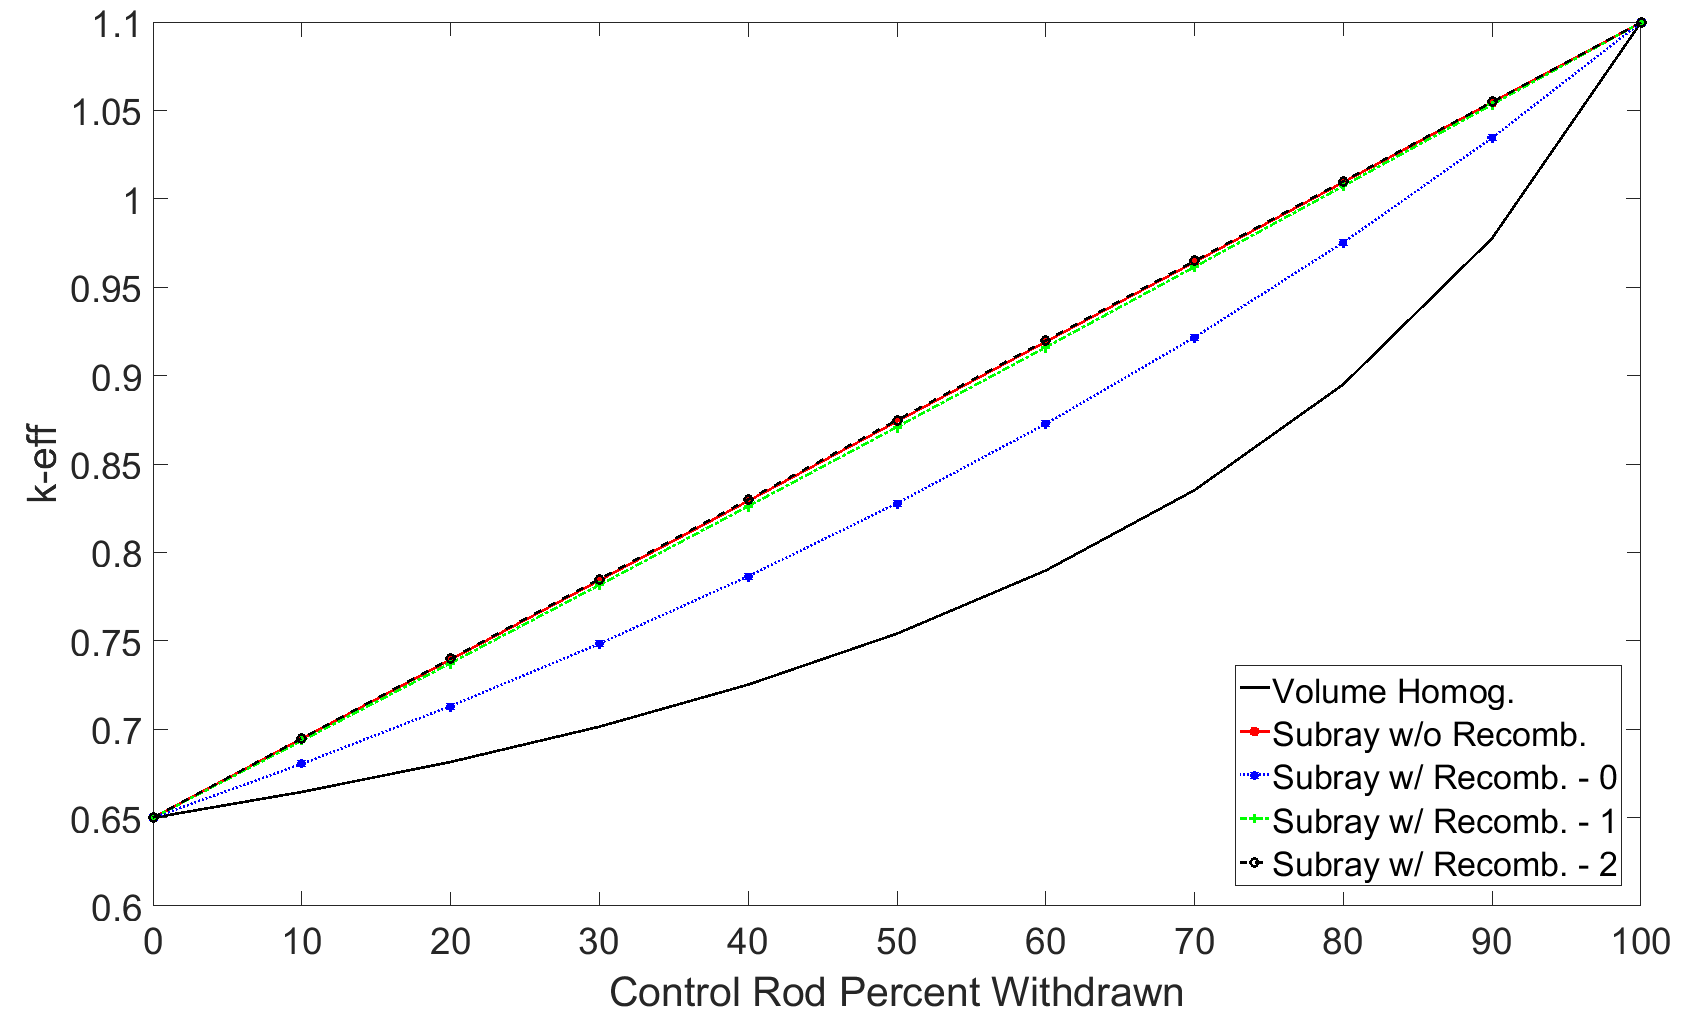 1.1
1.05
1
0.95
0.9
0.85
0.8
0.75
0.7
0.65
0.6
k-eff
0 10 20 30 40 50 60 70 80 90 100
Control Rod Percent Withdrawn
Volume Homog.
Subray w/o Recomb.
Subray w/ Recomb. - 0
Subray w/ Recomb. - 1
Subray w/ Recomb. - 2